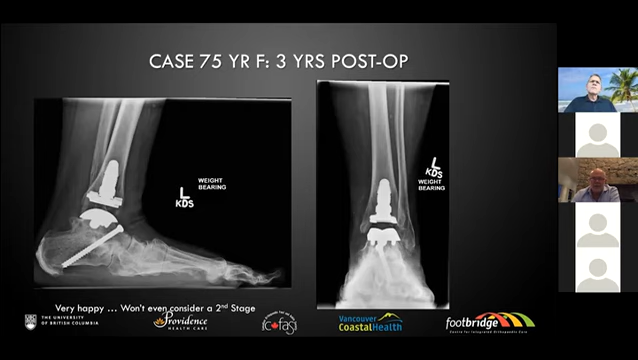 CASE 75 YR F: 3 YRS POST-OP
WEIGHT
BEARING
L
KDS
L
KDS
WEIGHT
BEARING
Very happy … Won't even consider a 2nd Stage
UBC
THE UNIVERSITY
OF BRITISH COLUMBIA
Providence
HEALTH CARE
Vancouver
CoastalHealth
footbridge